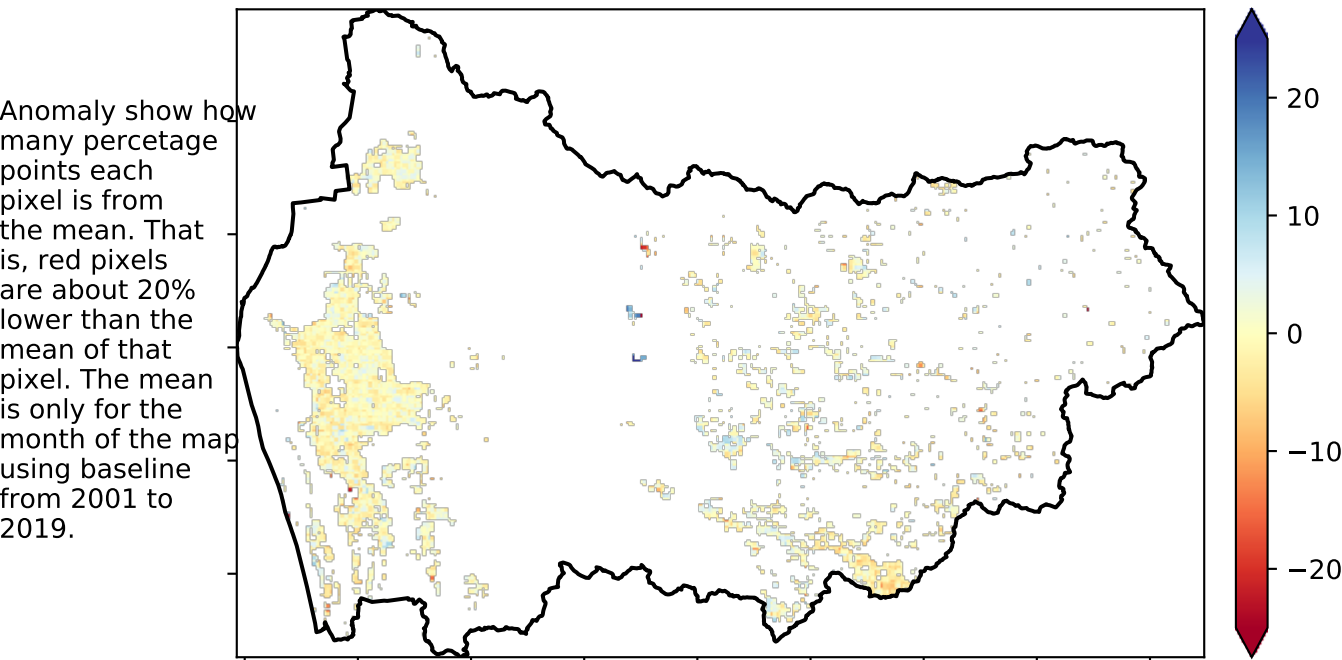 Anomaly show how
many percetage
points each
pixel is from
the mean. That
is, red pixels
are about 20%
lower than the
mean of that
pixel. The mean
is only for the
month of the map
using baseline
from 2001 to
2019.
20
10
0
−10
−20